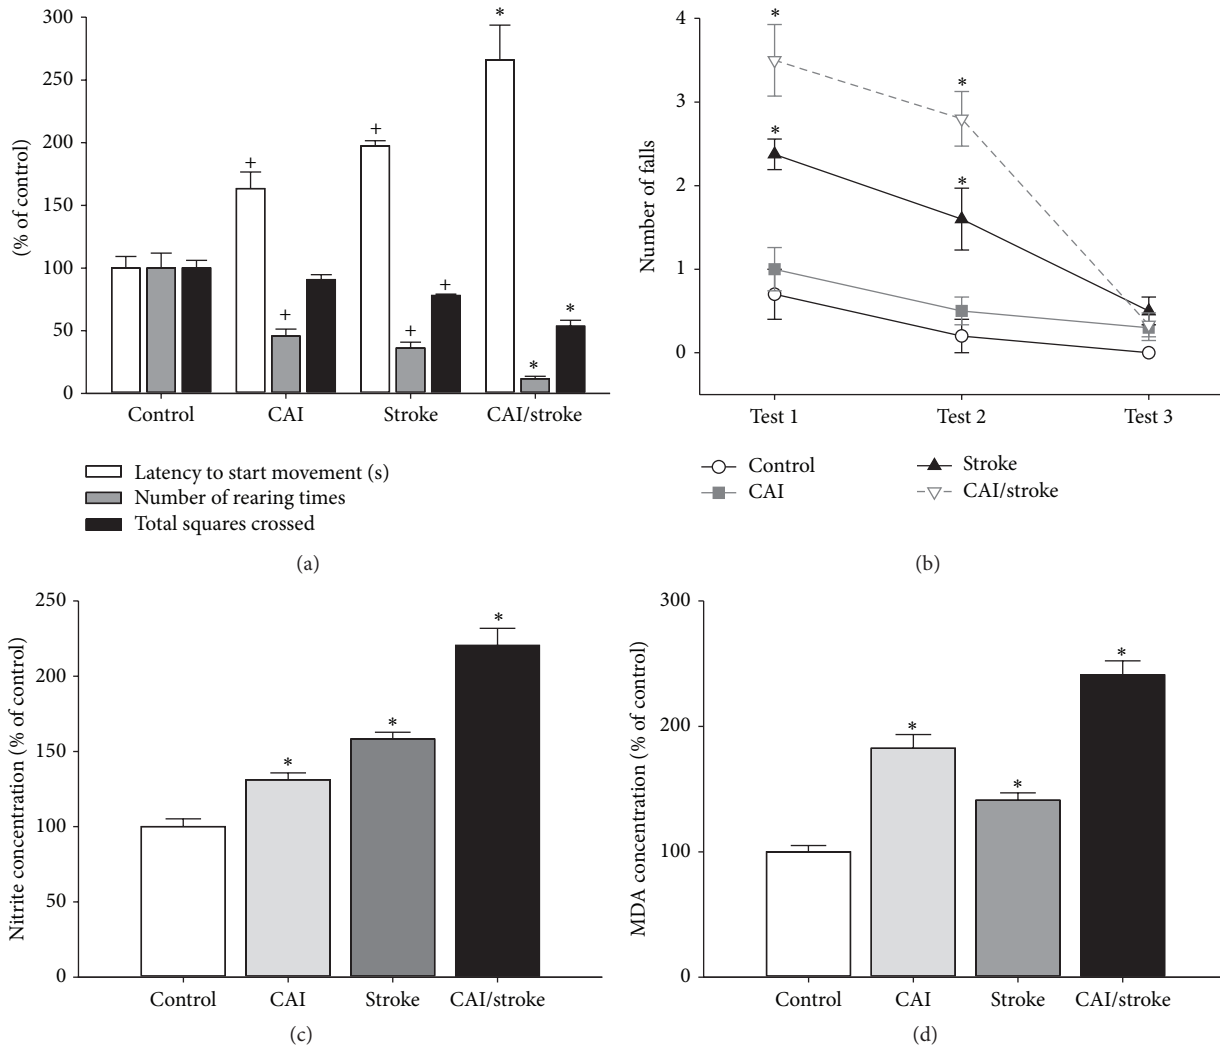 300
250
200
150
100
50
0
(% of control)
*
+
+
+
+
+
*
*
Control
CAI
Stroke
CAI/stroke
Latency to start movement (s)
Number of rearing times
Total squares crossed
(a)
4
3
2
1
0
Number of falls
*
*
*
*
Test 1
Test 2
Test 3
Control
CAI
Stroke
CAI/stroke
(b)
250
200
150
100
50
0
Nitrite concentration (% of control)
*
*
*
Control
CAI
Stroke
CAI/stroke
(c)
300
200
100
0
MDA concentration (% of control)
*
*
*
Control
CAI
Stroke
CAI/stroke
(d)